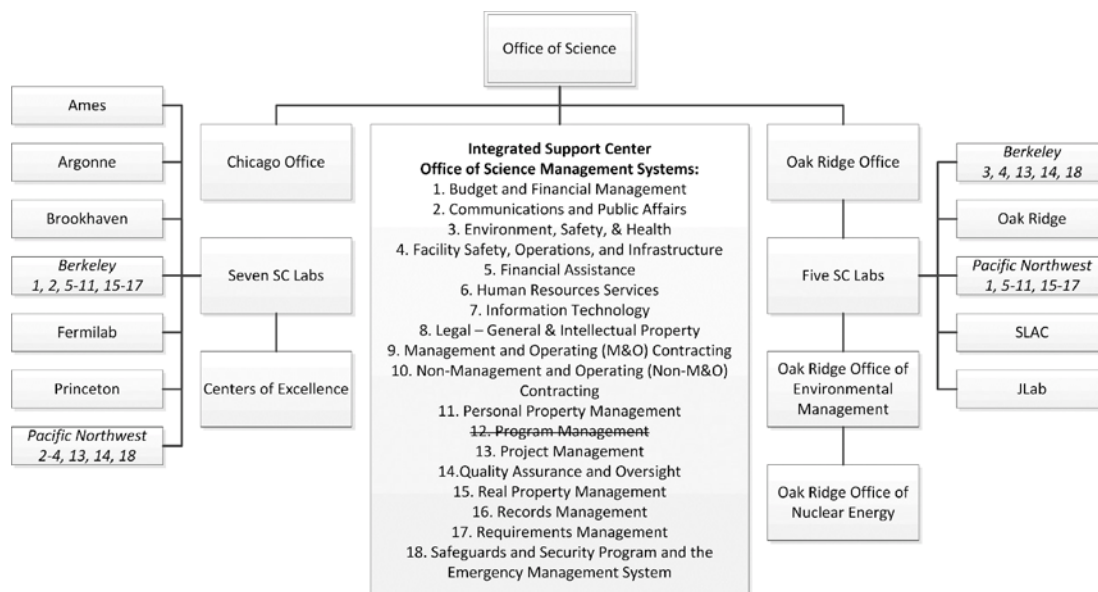 Office of Science
Ames
Argonne
Brookhaven
Berkeley
1, 2, 5-11, 15-17
Fermilab
Princeton
Pacific Northwest
2-4, 13, 14, 18
Chicago Office
Seven SC Labs
Centers of Excellence
Integrated Support Center
Office of Science Management Systems:
1. Budget and Financial Management
2. Communications and Public Affairs
3. Environment, Safety, & Health
4. Facility Safety, Operations, and Infrastructure
5. Financial Assistance
6. Human Resources Services
7. Information Technology
8. Legal – General & Intellectual Property
9. Management and Operating (M&O) Contracting
10. Non-Management and Operating (Non-M&O)
Contracting
11. Personal Property Management
12. Program Management
13. Project Management
14.Quality Assurance and Oversight
15. Real Property Management
16. Records Management
17. Requirements Management
18. Safeguards and Security Program and the
Emergency Management System
Oak Ridge Office
Five SC Labs
Oak Ridge Office of
Environmental
Management
Oak Ridge Office of
Nuclear Energy
Berkeley
3, 4, 13, 14, 18
Oak Ridge
Pacific Northwest
1, 5-11, 15-17
SLAC
JLab